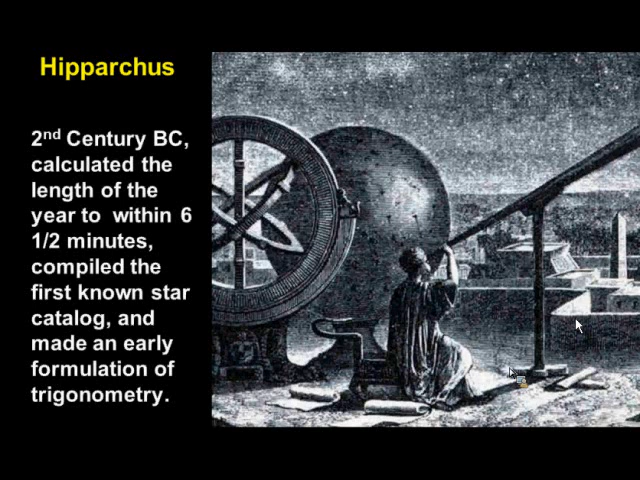 Hipparchus
2nd Century BC,
calculated the
length of the
year to within 6
1/2 minutes,
compiled the
first known star
catalog, and
made an early
formulation of
trigonometry.